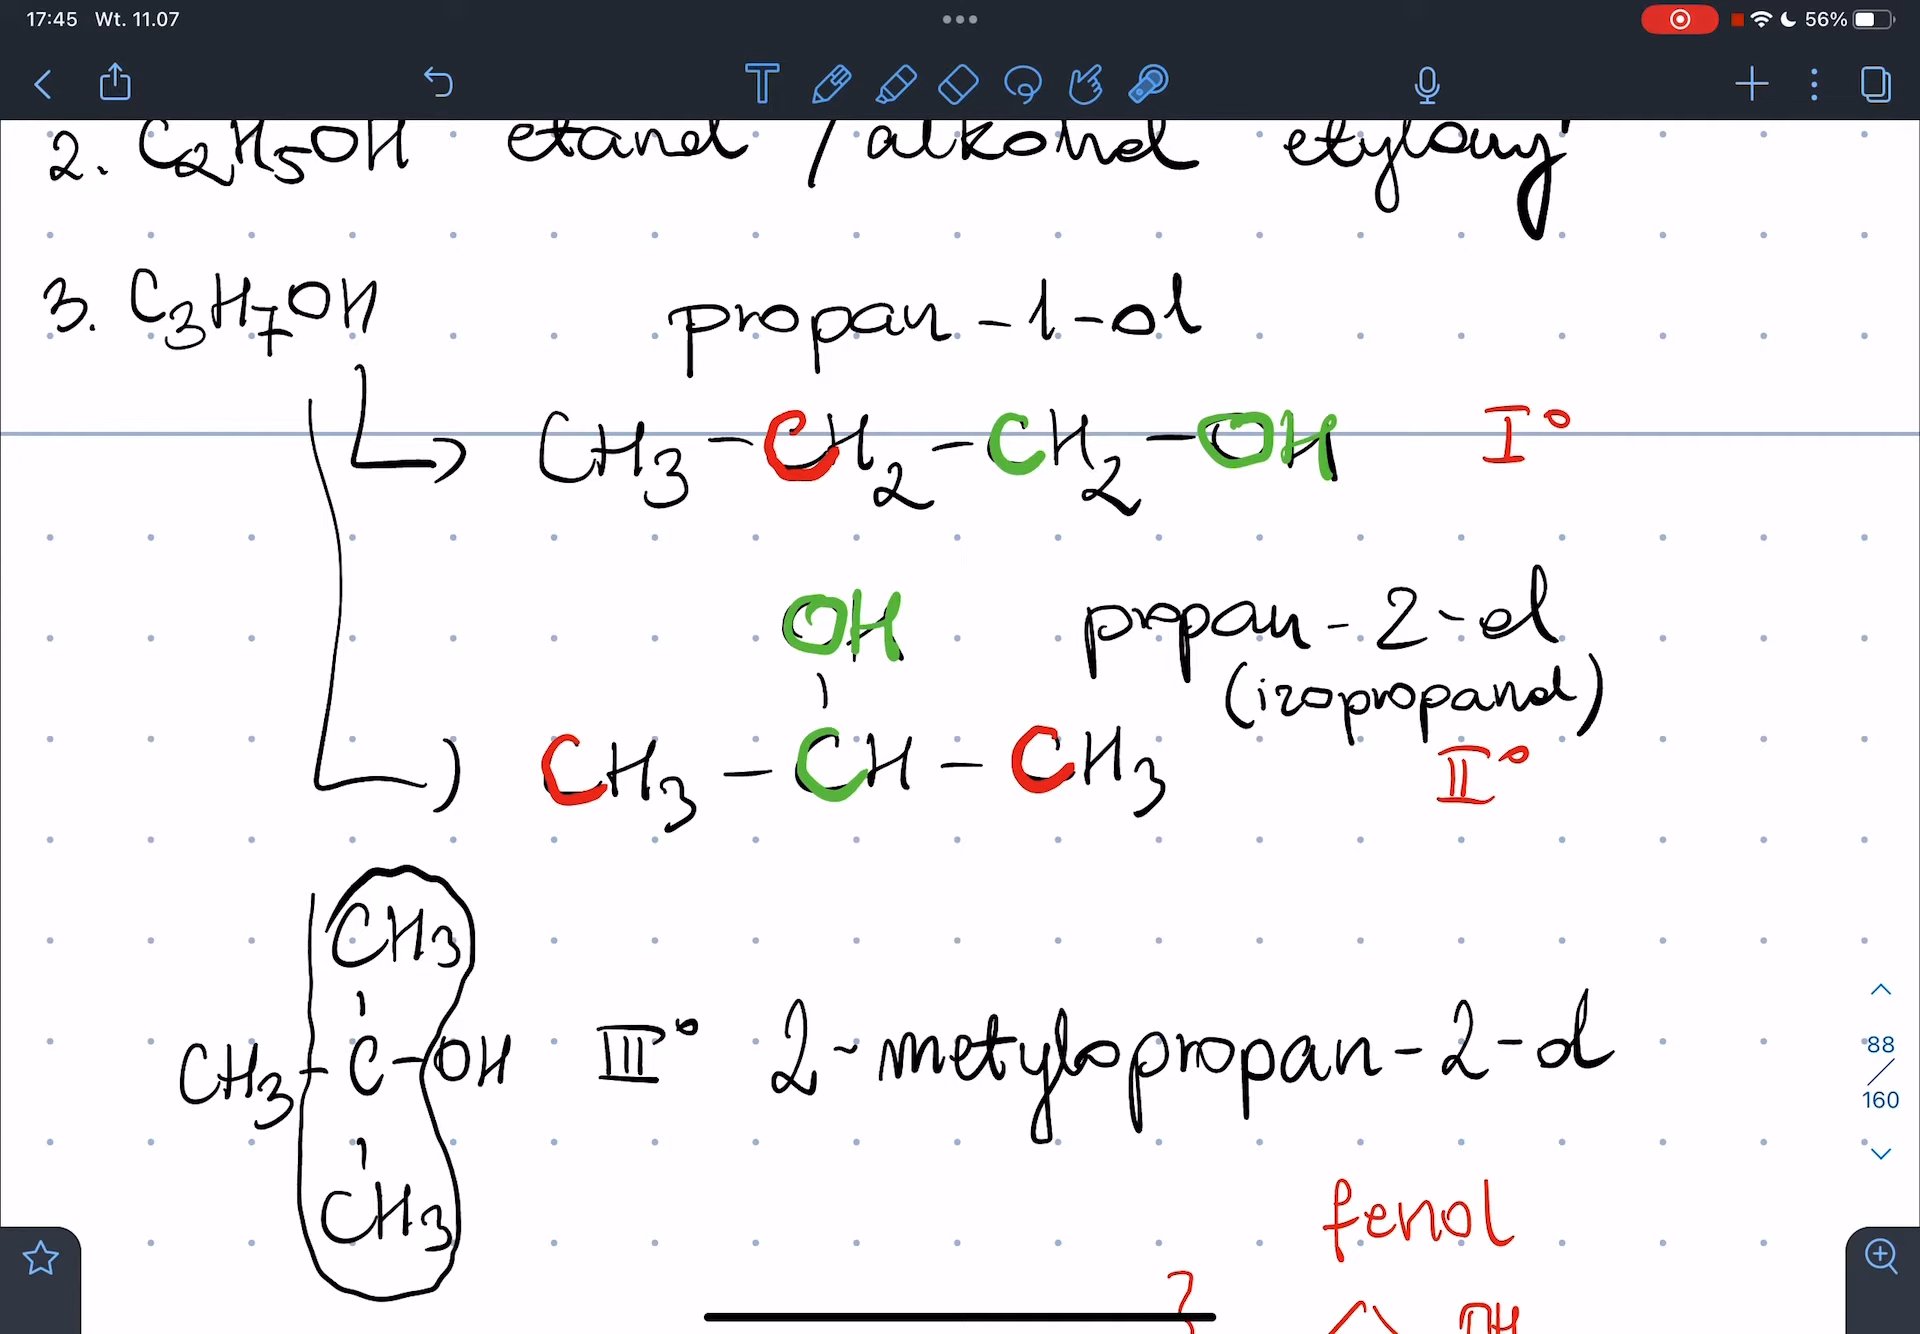 17:45 Wt. 11.07 56%
2. C2H5OH etanol / alkohol etylowy
3. C3H7OH propan-1-ol
CH3-CH2-CH2-OH I°
OH propan-2-ol
(izopropanol)
CH3-CH-CH3 II°
CH3
CH3-C-OH III° 2-metylopropan-2-ol
CH3
88
/
160
fenol
OH